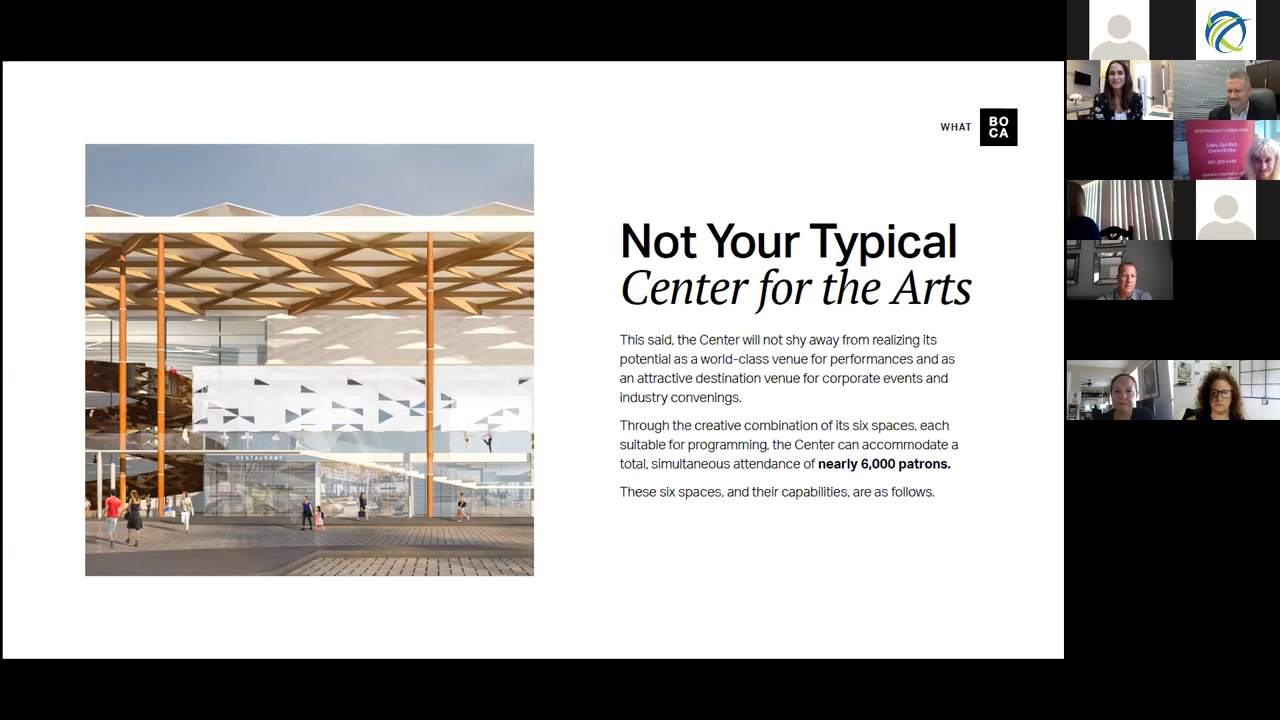 WHAT
BO
CA
Not Your Typical
Center for the Arts
This said, the Center will not shy away from realizing its
potential as a world-class venue for performances and as
an attractive destination venue for corporate events and
industry convenings.
Through the creative combination of its six spaces, each
suitable for programming, the Center can accommodate a
total, simultaneous attendance of nearly 6,000 patrons.
These six spaces, and their capabilities, are as follows.
RESTAURANT